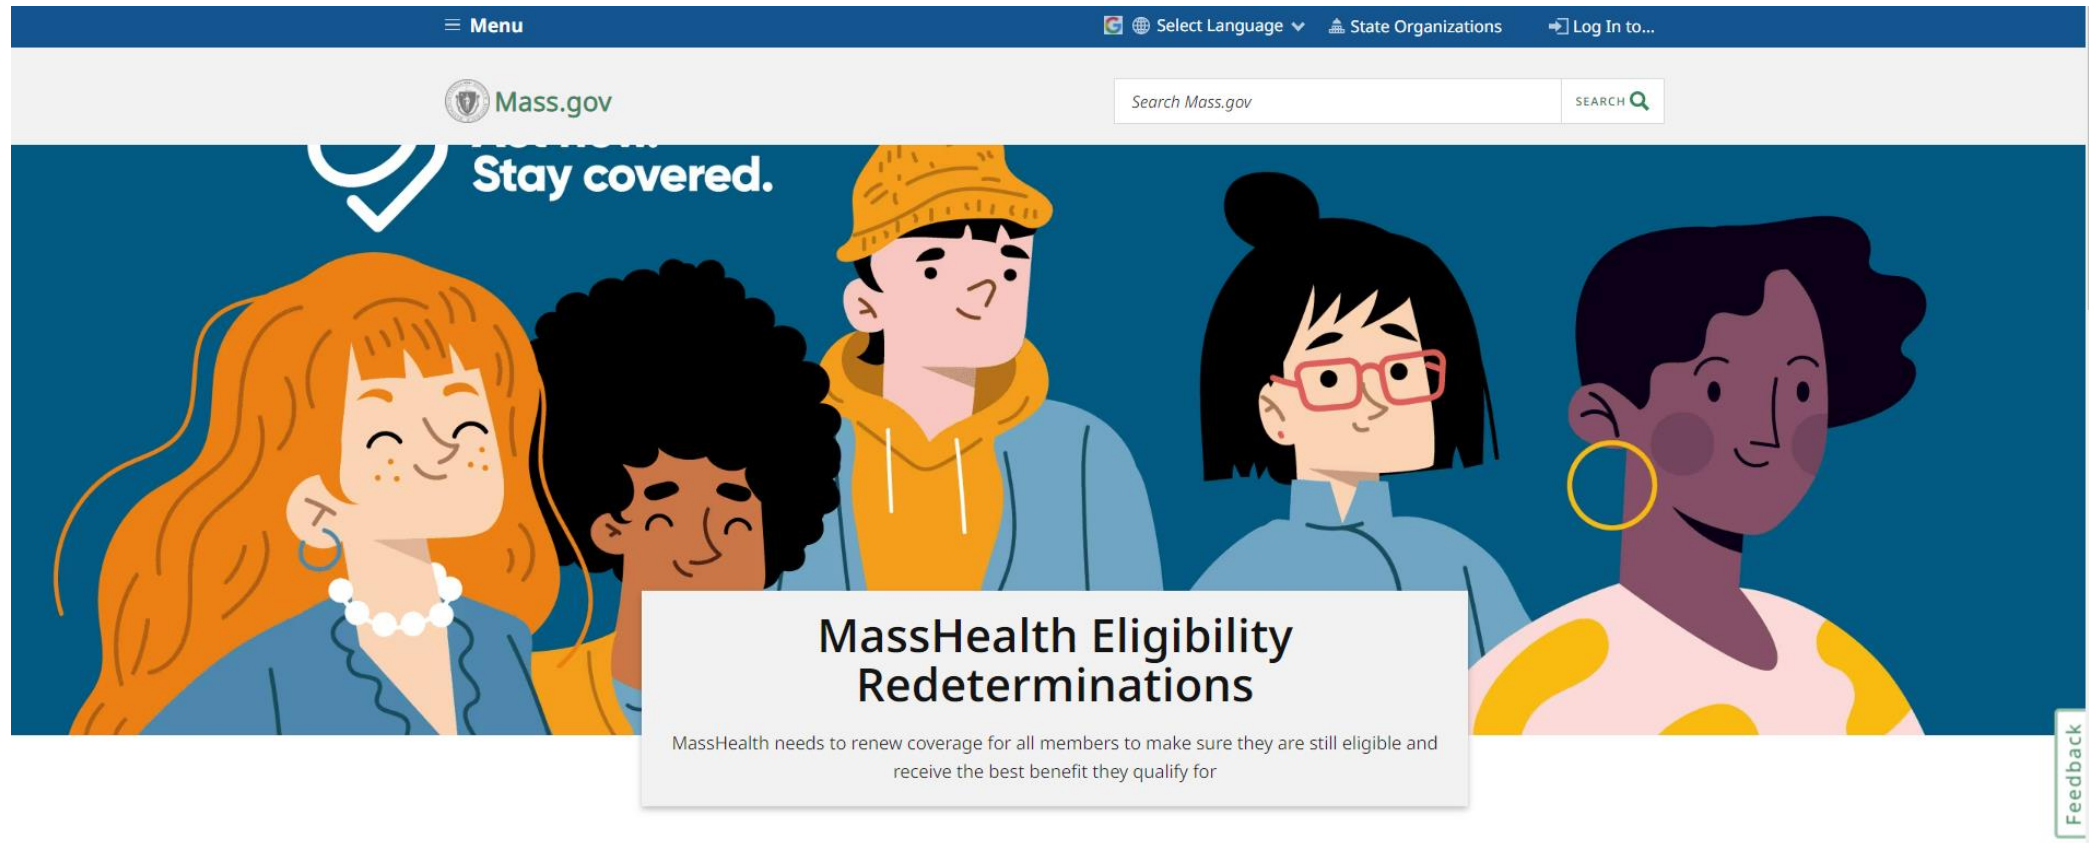 Menu
Select Language
State Organizations
Log In to...
Mass.gov
Search Mass.gov
SEARCH
Stay covered.
MassHealth Eligibility
Redeterminations
MassHealth needs to renew coverage for all members to make sure they are still eligible and
receive the best benefit they qualify for
Feedback